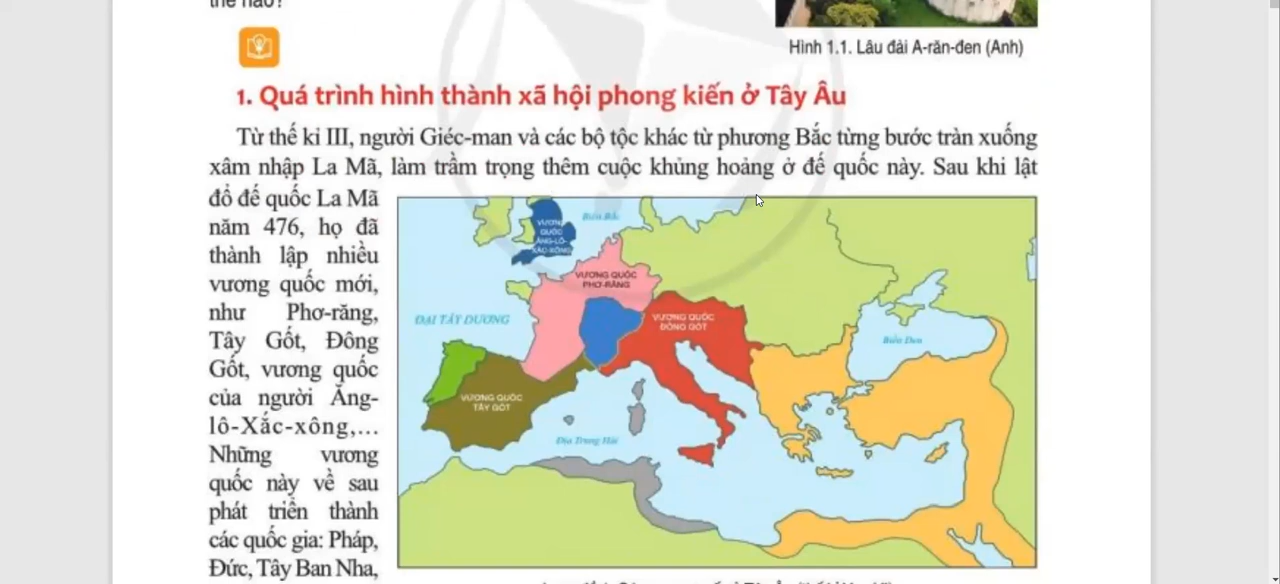 thế nào?
Hình 1.1. Lâu đài A-răn-đen (Anh)
1. Quá trình hình thành xã hội phong kiến ở Tây Âu
Từ thế kỉ III, người Giéc-man và các bộ tộc khác từ phương Bắc từng bước tràn xuống
xâm nhập La Mã, làm trầm trọng thêm cuộc khủng hoảng ở đế quốc này. Sau khi lật
đổ đế quốc La Mã
năm 476, họ đã
thành lập nhiều
vương quốc mới,
như Phơ-răng,
Tây Gốt, Đông
Gốt, vương quốc
của người Ăng-
lô-Xắc-xông,...
Những vương
quốc này về sau
phát triển thành
các quốc gia: Pháp,
Đức, Tây Ban Nha,
VƯƠNG
QUỐC
ĂNG-LÔ-
XẮC-XÔNG
Biển Bắc
VƯƠNG QUỐC
PHƠ-RĂNG
ĐẠI TÂY DƯƠNG
VƯƠNG QUỐC
ĐÔNG GỐT
Biển Đen
VƯƠNG QUỐC
TÂY GỐT
Địa Trung Hải